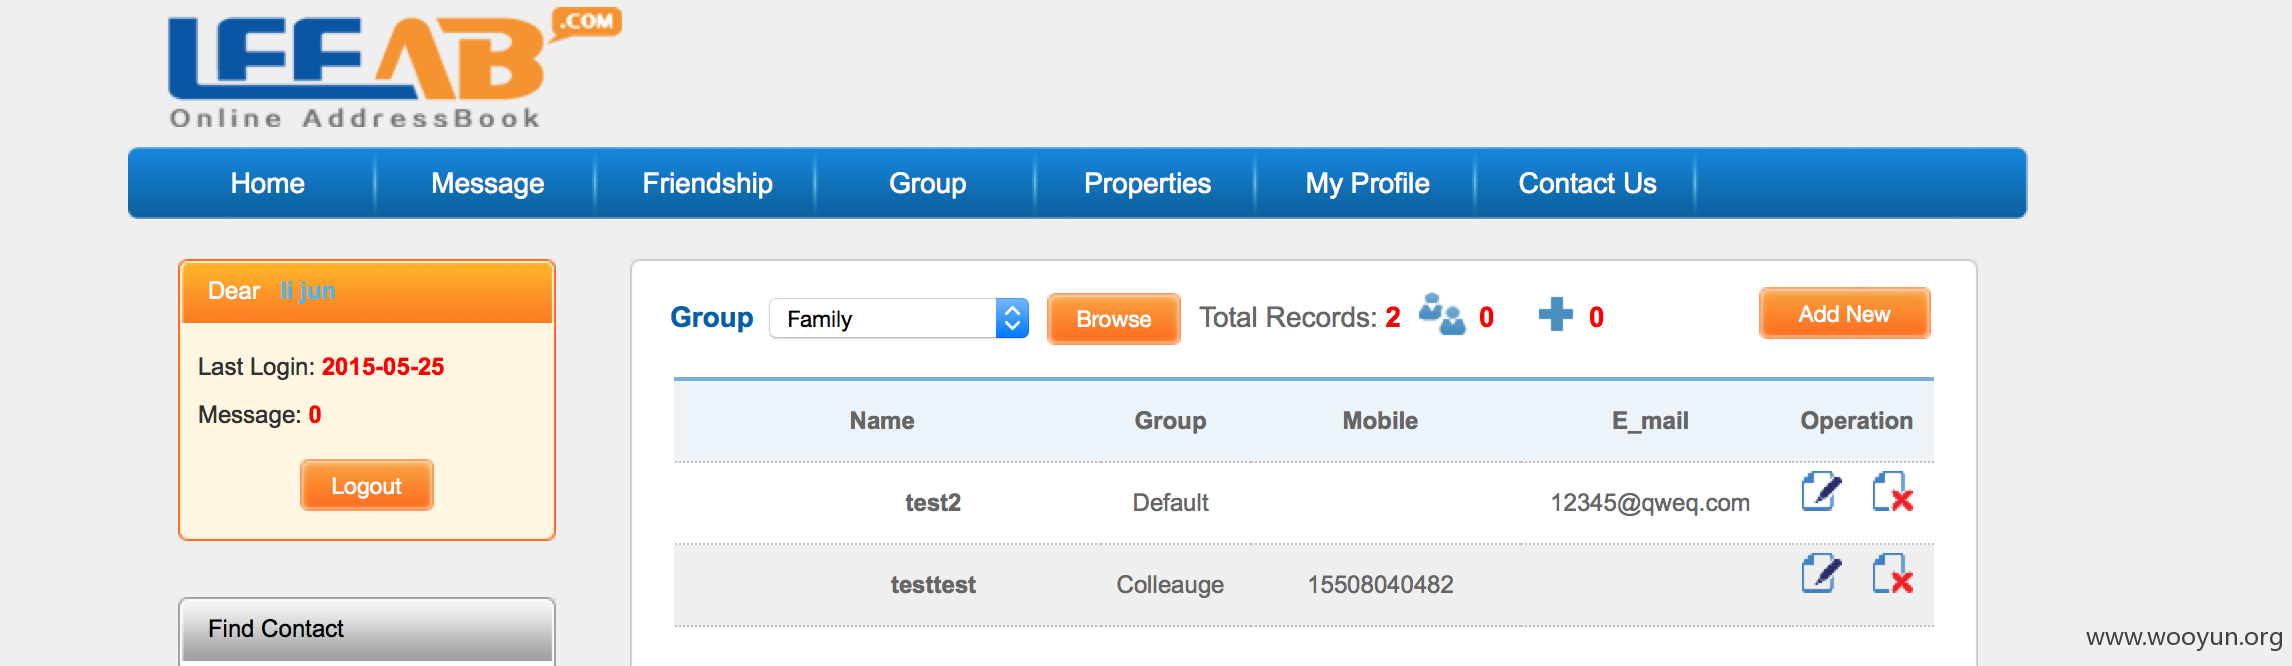 LEEAB .COM
Online AddressBook
Home Message Friendship Group Properties My Profile Contact Us
Dear li jun
Last Login: 2015-05-25
Message: 0
Logout
Find Contact
Group Family Browse Total Records: 2 0 0 Add New
Name Group Mobile E_mail Operation
test2 Default 12345@qweq.com
testtest Colleauge 15508040482
www.wooyun.org